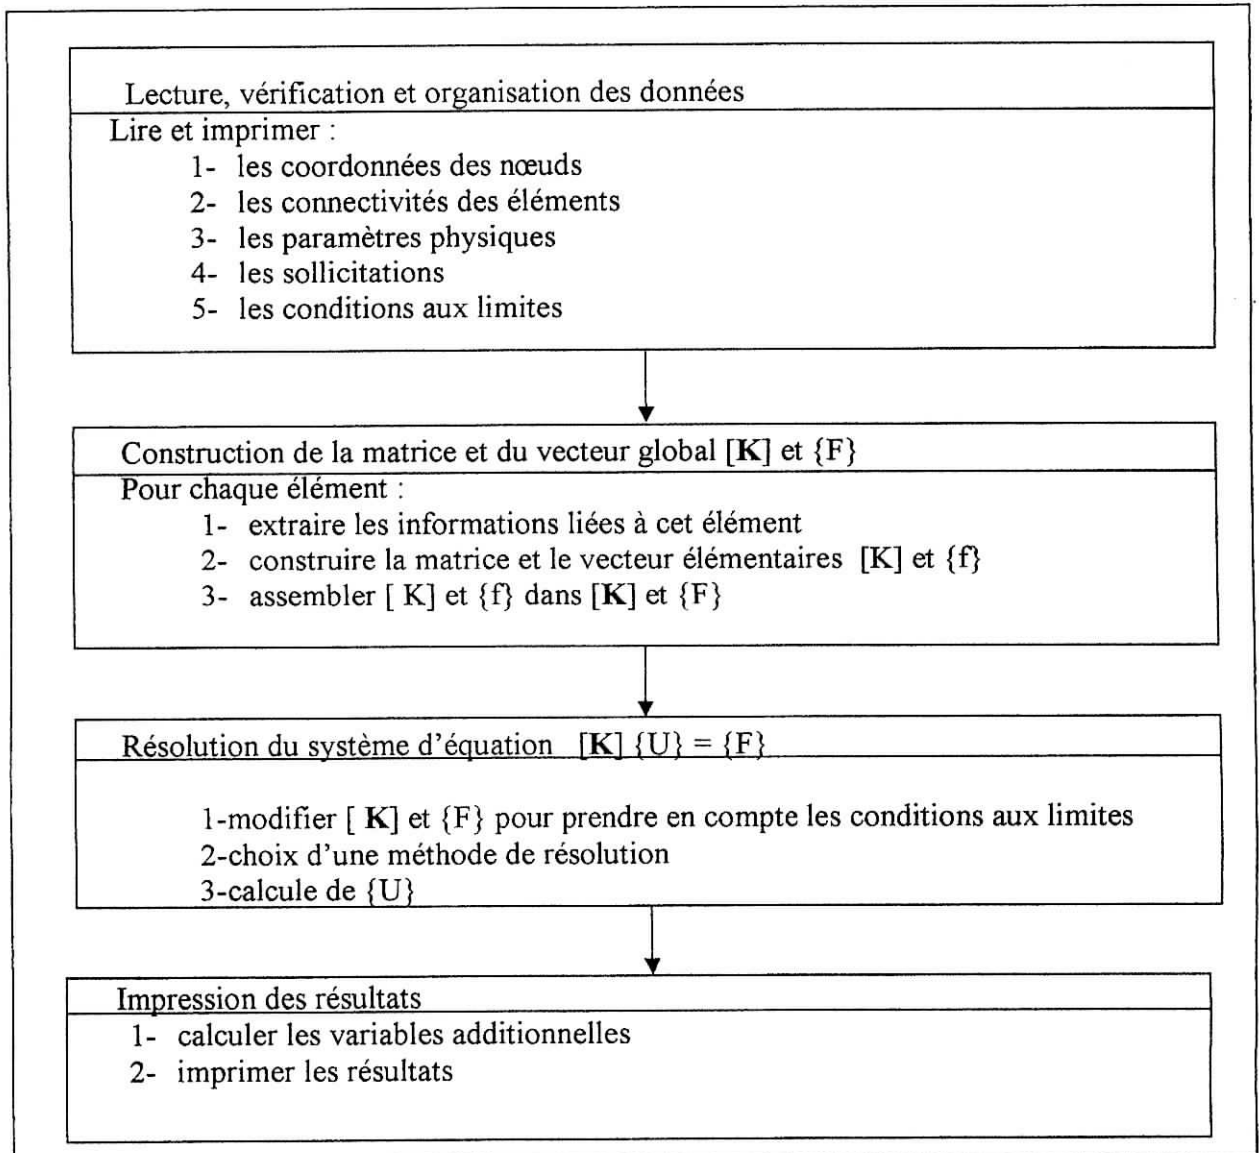 Lecture, vérification et organisation des données
Lire et imprimer :
1- les coordonnées des nœuds
2- les connectivités des éléments
3- les paramètres physiques
4- les sollicitations
5- les conditions aux limites
Construction de la matrice et du vecteur global [K] et {F}
Pour chaque élément :
1- extraire les informations liées à cet élément
2- construire la matrice et le vecteur élémentaires [K] et {f}
3- assembler [ K] et {f} dans [K] et {F}
Résolution du système d'équation [K] {U} = {F}
1-modifier [ K] et {F} pour prendre en compte les conditions aux limites
2-choix d'une méthode de résolution
3-calcule de {U}
Impression des résultats
1- calculer les variables additionnelles
2- imprimer les résultats